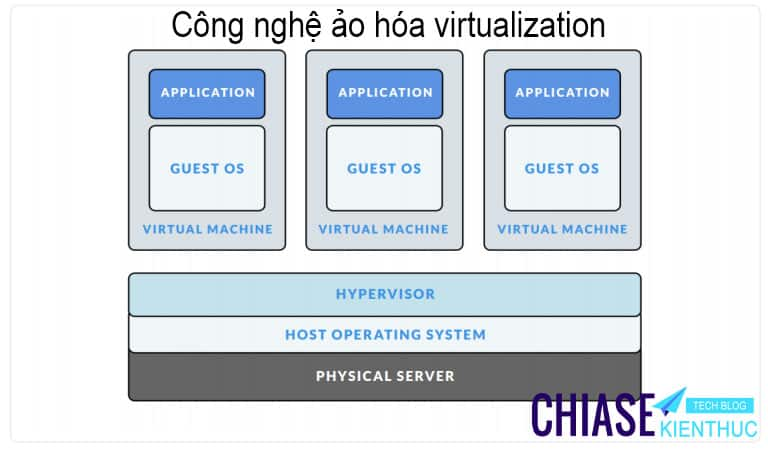 Công nghệ ảo hóa virtualization
APPLICATION
APPLICATION
APPLICATION
GUEST OS
GUEST OS
GUEST OS
VIRTUAL MACHINE
VIRTUAL MACHINE
VIRTUAL MACHINE
HYPERVISOR
HOST OPERATING SYSTEM
PHYSICAL SERVER
CHIASE
TECH BLOG
KIENTHUC